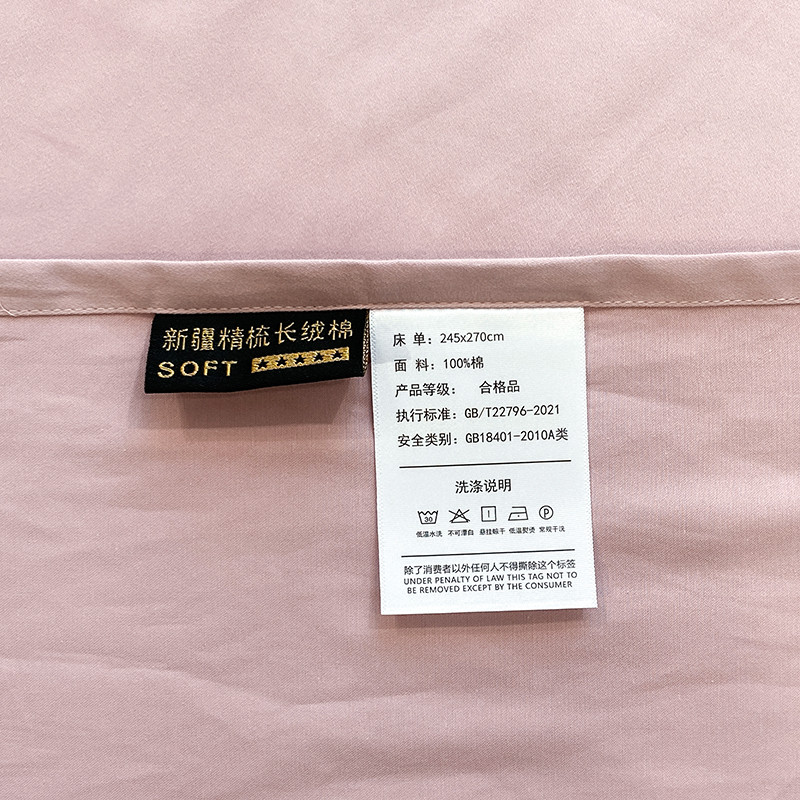 新疆精梳长绒棉
SOFT ★★★★★
床 单：245x270cm
面 料：100%棉
产品等级： 合格品
执行标准：GB/T22796-2021
安全类别：GB18401-2010A类
洗涤说明
30 P
低温水洗 不可漂白 悬挂晾干 低温熨烫 常规干洗
除了消费者以外任何人不得撕除这个标签
UNDER PENALTY OF LAW THIS TAG NOT TO
BE REMOVED EXCEPT BY THE CONSUMER